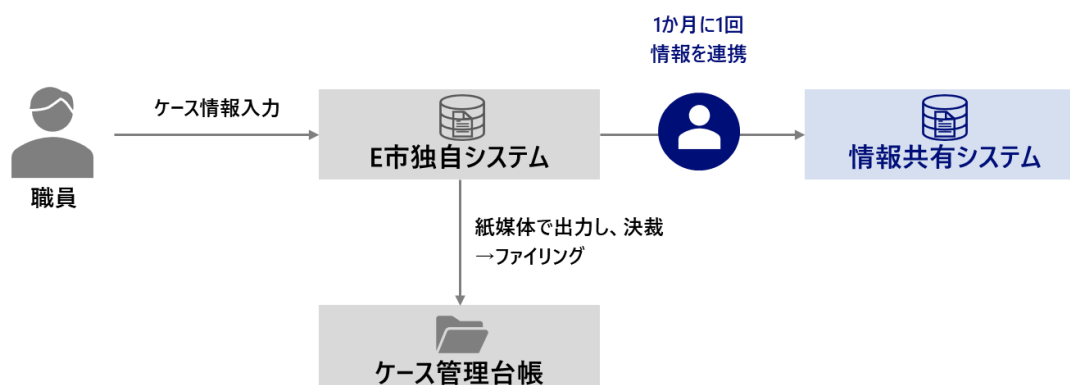 1か月に1回
情報を連携
ケース情報入力
E市独自システム
情報共有システム
職員
紙媒体で出力し、決裁
→ファイリング
ケース管理台帳